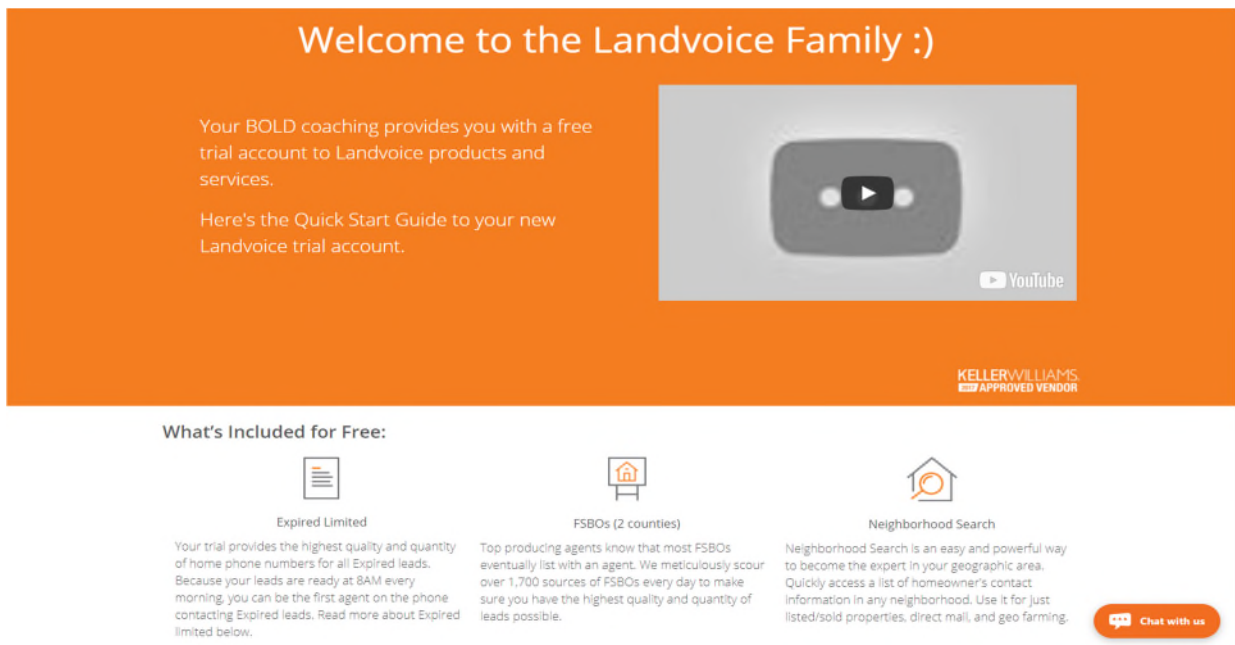 Welcome to the Landvoice Family :)
Your BOLD coaching provides you with a free
trial account to Landvoice products and
services.
Here's the Quick Start Guide to your new
Landvoice trial account.
YouTube
KELLERWILLIAMS.
2017 APPROVED VENDOR
What's Included for Free:
Expired Limited
Your trial provides the highest quality and quantity
of home phone numbers for all Expired leads.
Because your leads are ready at 8AM every
morning, you can be the first agent on the phone
contacting Expired leads. Read more about Expired
limited below.
FSBOs (2 counties)
Top producing agents know that most FSBOs
eventually list with an agent. We meticulously scour
over 1,700 sources of FSBOs every day to make
sure you have the highest quality and quantity of
leads possible.
Neighborhood Search
Neighborhood Search is an easy and powerful way
to become the expert in your geographic area.
Quickly access a list of homeowner's contact
information in any neighborhood. Use it for just
listed/sold properties, direct mail, and geo farming.
Chat with us